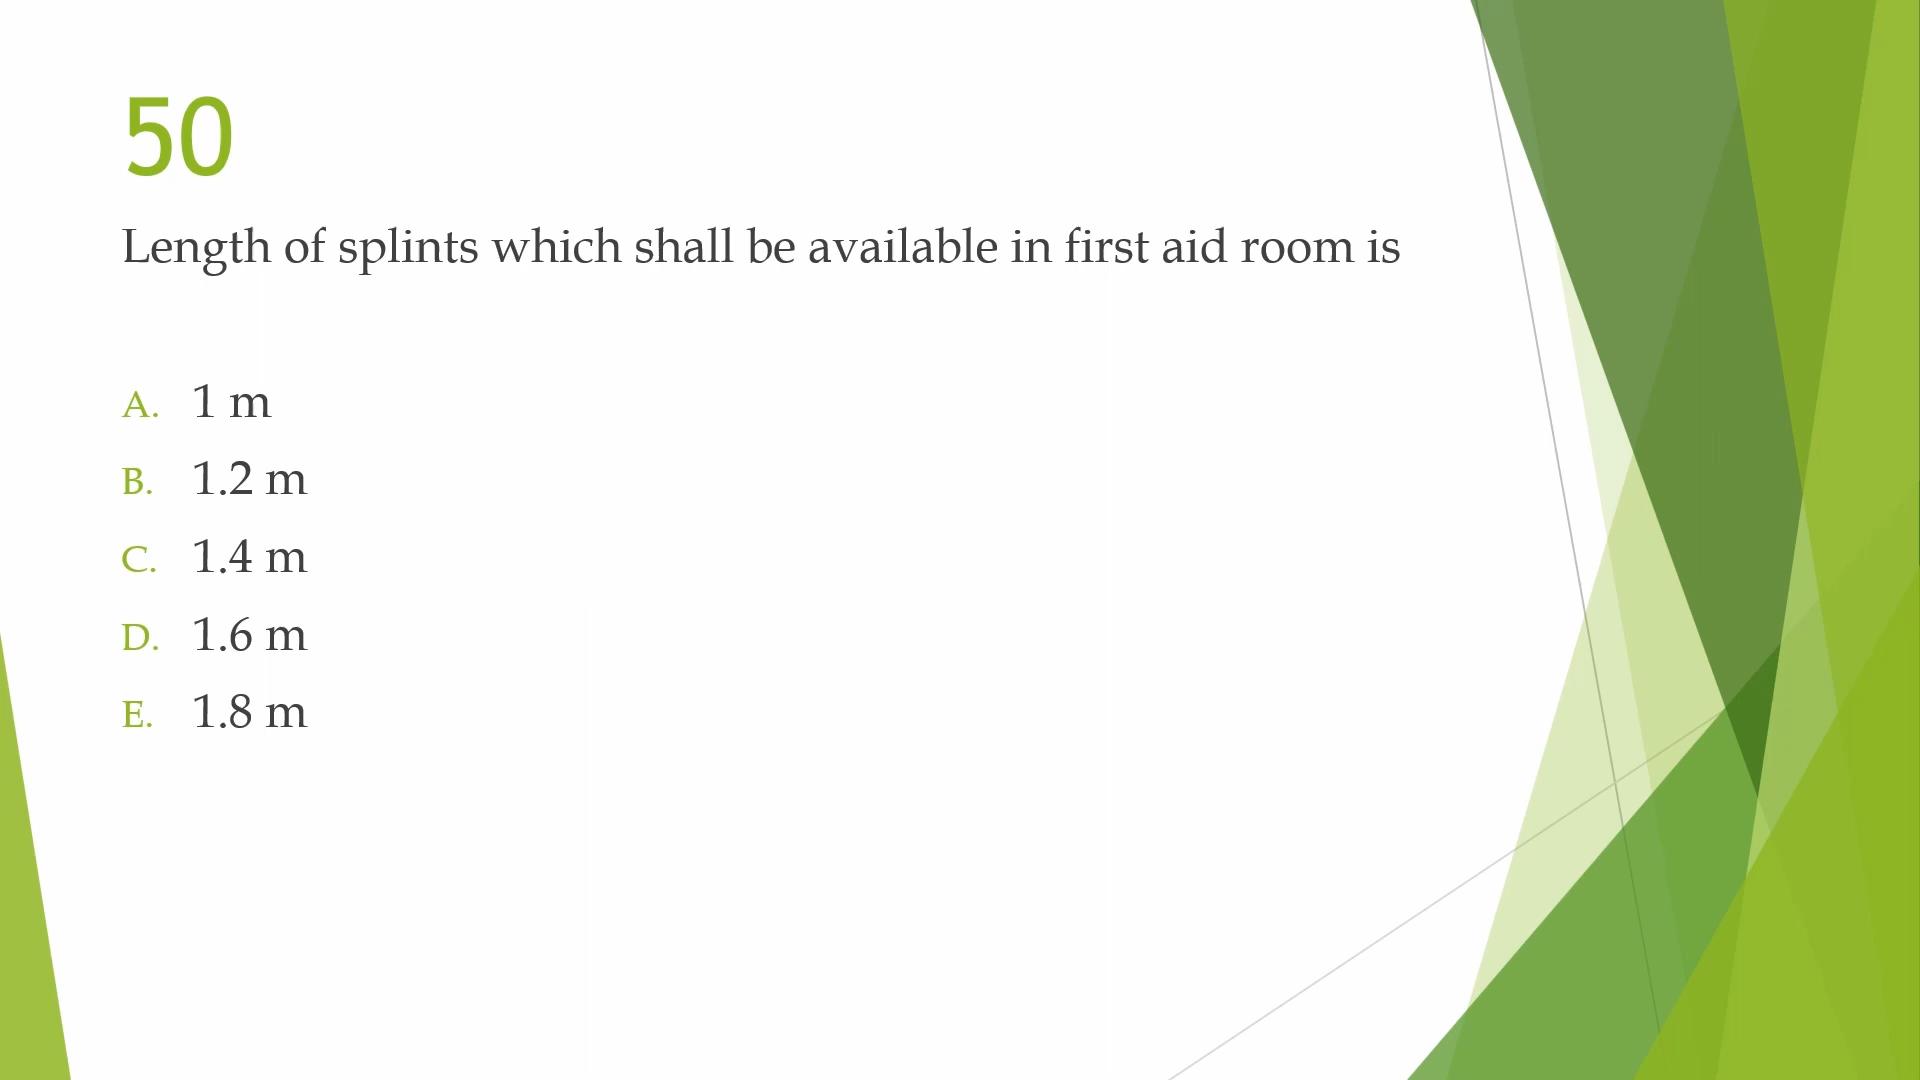 50
Length of splints which shall be available in first aid room is
A. 1 m
B. 1.2 m
C. 1.4 m
D. 1.6 m
E. 1.8 m